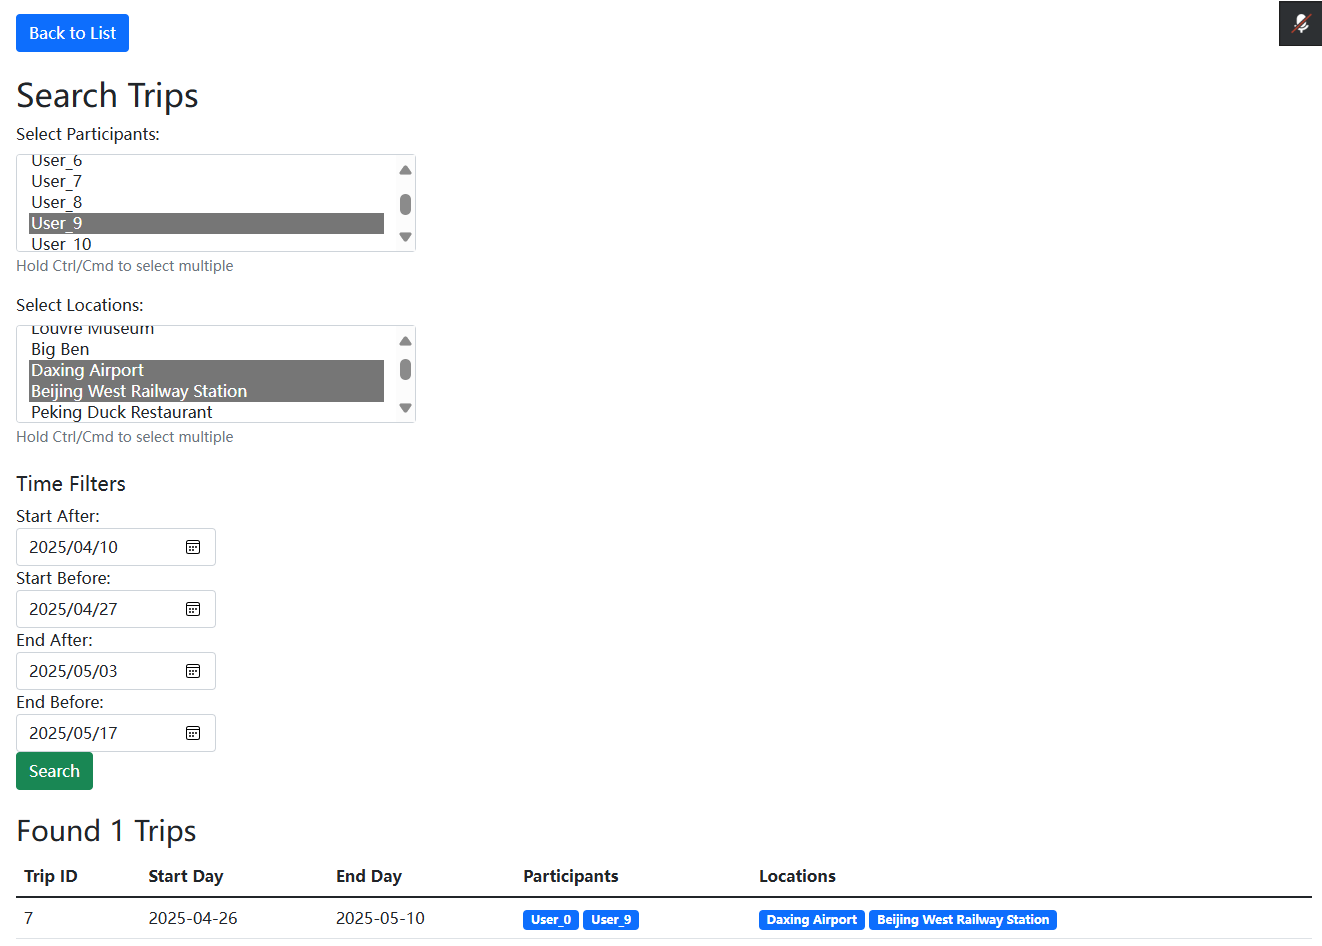 Back to List
Search Trips
Select Participants:
User_6
User_7
User_8
User_9
User_10
Hold Ctrl/Cmd to select multiple
Select Locations:
Louvre Museum
Big Ben
Daxing Airport
Beijing West Railway Station
Peking Duck Restaurant
Hold Ctrl/Cmd to select multiple
Time Filters
Start After:
2025/04/10
Start Before:
2025/04/27
End After:
2025/05/03
End Before:
2025/05/17
Search
Found 1 Trips
Trip ID Start Day End Day Participants Locations
7 2025-04-26 2025-05-10 User_0 User_9 Daxing Airport Beijing West Railway Station